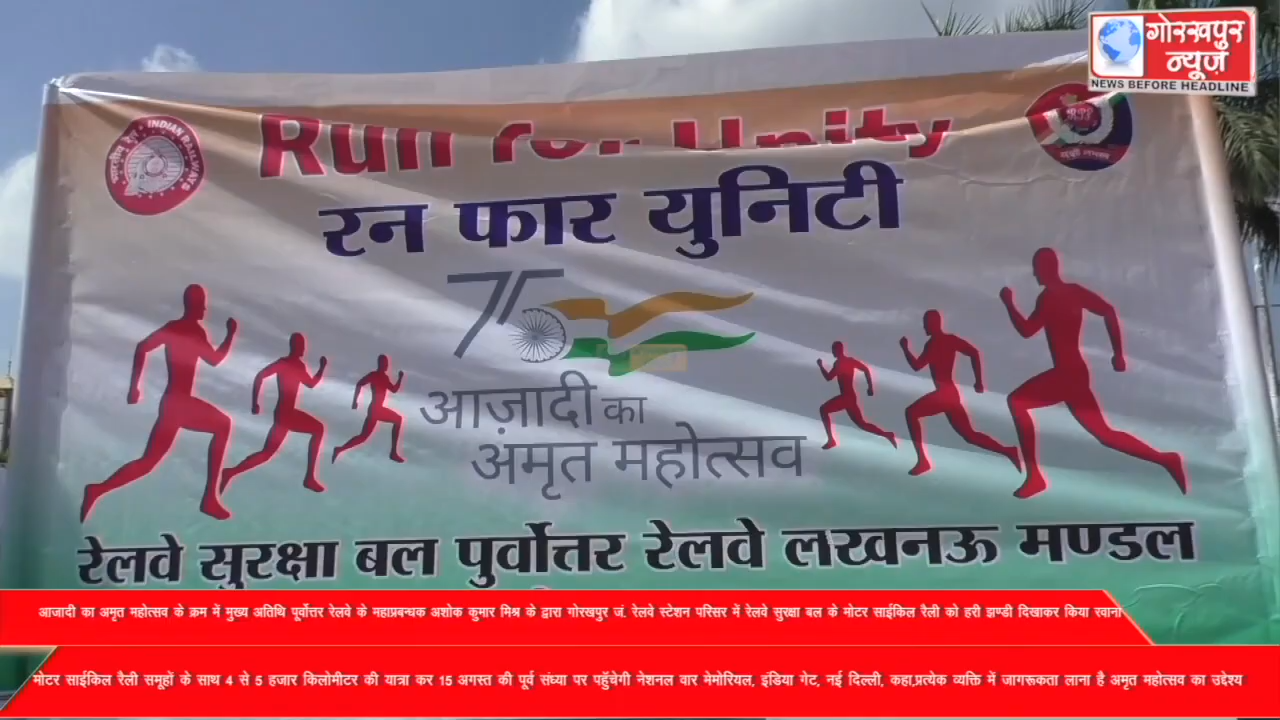 गोरखपुर
न्यूज़
NEWS BEFORE HEADLINE
Run for Unity
INDIAN RAILWAYS
रन फार युनिटी
75
आज़ादी का
अमृत महोत्सव
रेलवे सुरक्षा बल पुर्वोत्तर रेलवे लखनऊ मण्डल
आजादी का अमृत महोत्सव के क्रम में मुख्य अतिथि पूर्वोत्तर रेलवे के महाप्रबन्धक अशोक कुमार मिश्र के द्वारा गोरखपुर जं. रेलवे स्टेशन परिसर में रेलवे सुरक्षा बल के मोटर साईकिल रैली को हरी झण्डी दिखाकर किया रवाना
मोटर साईकिल रैली समूहों के साथ 4 से 5 हजार किलोमीटर की यात्रा कर 15 अगस्त की पूर्व संध्या पर पहुँचेगी नेशनल वार मेमोरियल, इंडिया गेट, नई दिल्ली, कहा,प्रत्येक व्यक्ति में जागरूकता लाना है अमृत महोत्सव का उद्देश्य